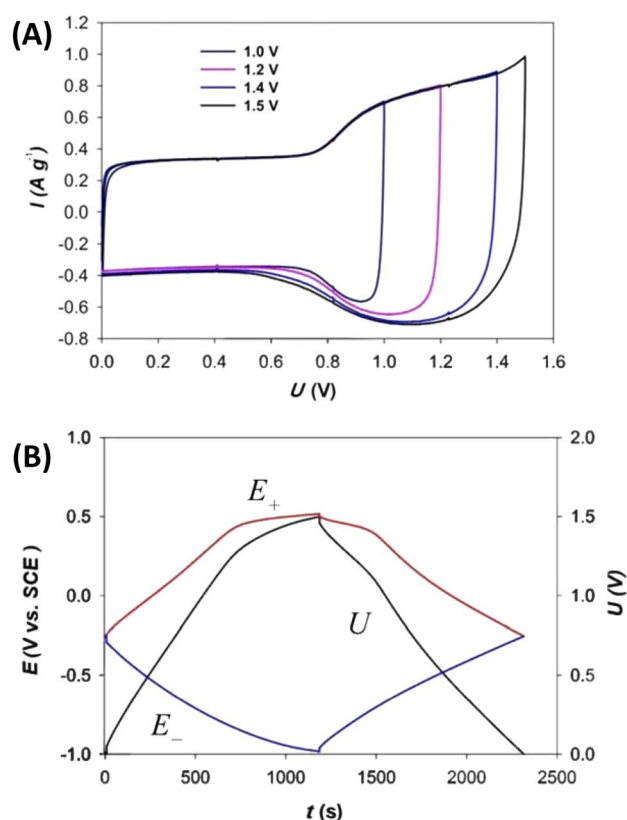 (A)
1.2
1.0
0.8
0.6
0.4
0.2
0.0
-0.2
-0.4
-0.6
-0.8
I (A g⁻¹)
1.0 V
1.2 V
1.4 V
1.5 V
0.0 0.2 0.4 0.6 0.8 1.0 1.2 1.4 1.6
U (V)
(B)
1.0
0.5
0.0
-0.5
-1.0
E (V vs. SCE)
E₊
U
E₋
2.0
1.5
1.0
0.5
0.0
U (V)
0 500 1000 1500 2000 2500
t (s)